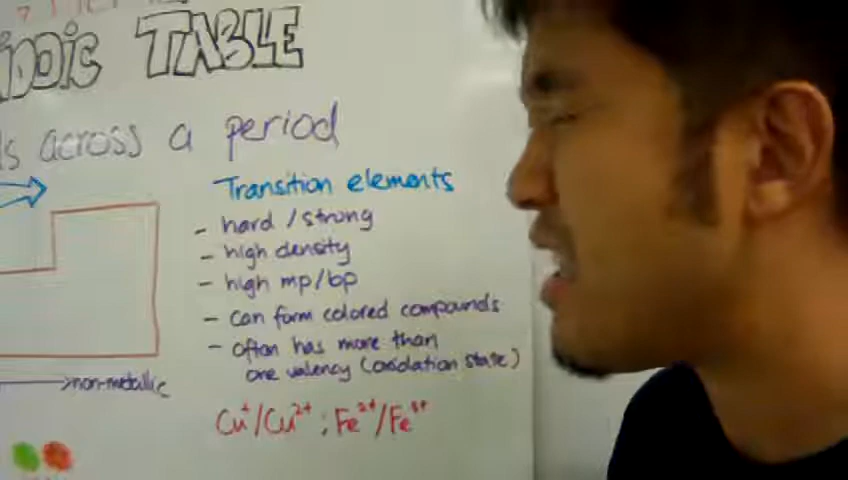 iodic TABLE
s across a period
Transition elements
- hard / strong
- high density
- high mp/bp
- can form colored compounds
- often has more than
one valency (oxidation state)
non-metallic
Cu⁺/Cu²⁺ ; Fe²⁺/Fe³⁺